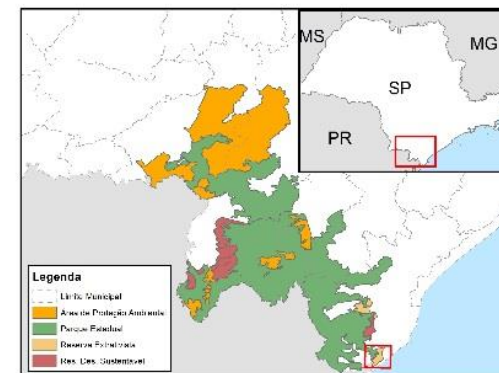 MS
MG
SP
PR
Legenda
Limite Municipal
Área de Proteção Ambiental
Parque Estadual
Reserva Extrativista
Res. Des. Sustentável